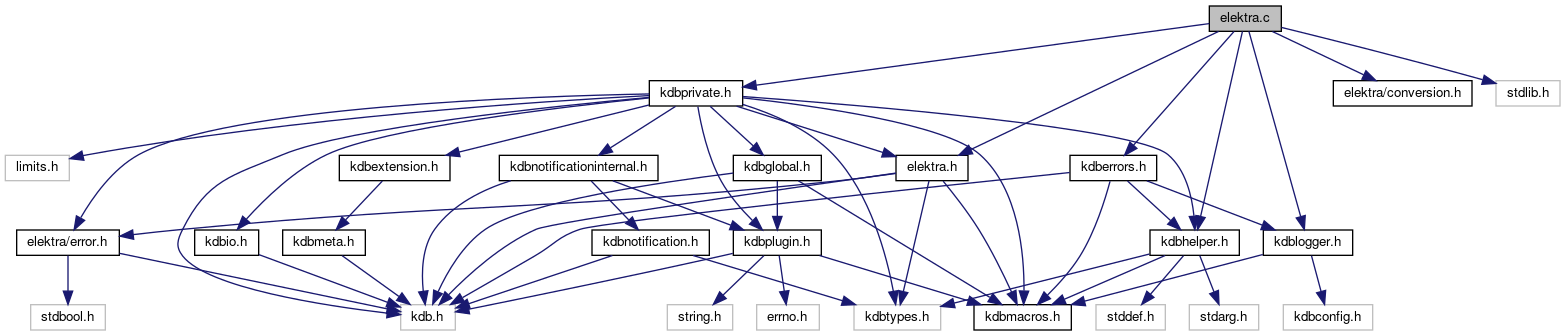 elektra.c
kdbprivate.h
elektra/conversion.h
stdlib.h
limits.h
kdbextension.h
kdbnotificationinternal.h
kdbglobal.h
elektra.h
kdberrors.h
elektra/error.h
kdbio.h
kdbmeta.h
kdbnotification.h
kdbplugin.h
kdbhelper.h
kdblogger.h
stdbool.h
kdb.h
string.h
errno.h
kdbtypes.h
kdbmacros.h
stddef.h
stdarg.h
kdbconfig.h